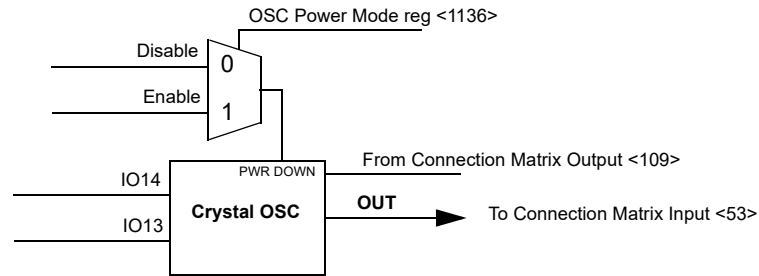 OSC Power Mode reg <1136>
Disable
0
Enable
1
PWR DOWN
From Connection Matrix Output <109>
IO14
Crystal OSC
OUT
To Connection Matrix Input <53>
IO13